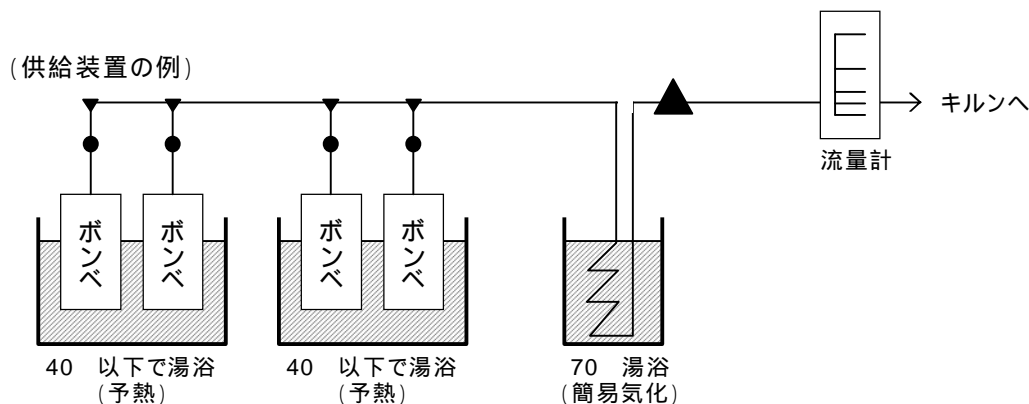 (供給装置の例)
キルンへ
流量計
ボンベ
ボンベ
ボンベ
ボンベ
40 以下で湯浴
(予熱)
40 以下で湯浴
(予熱)
70 湯浴
(簡易気化)